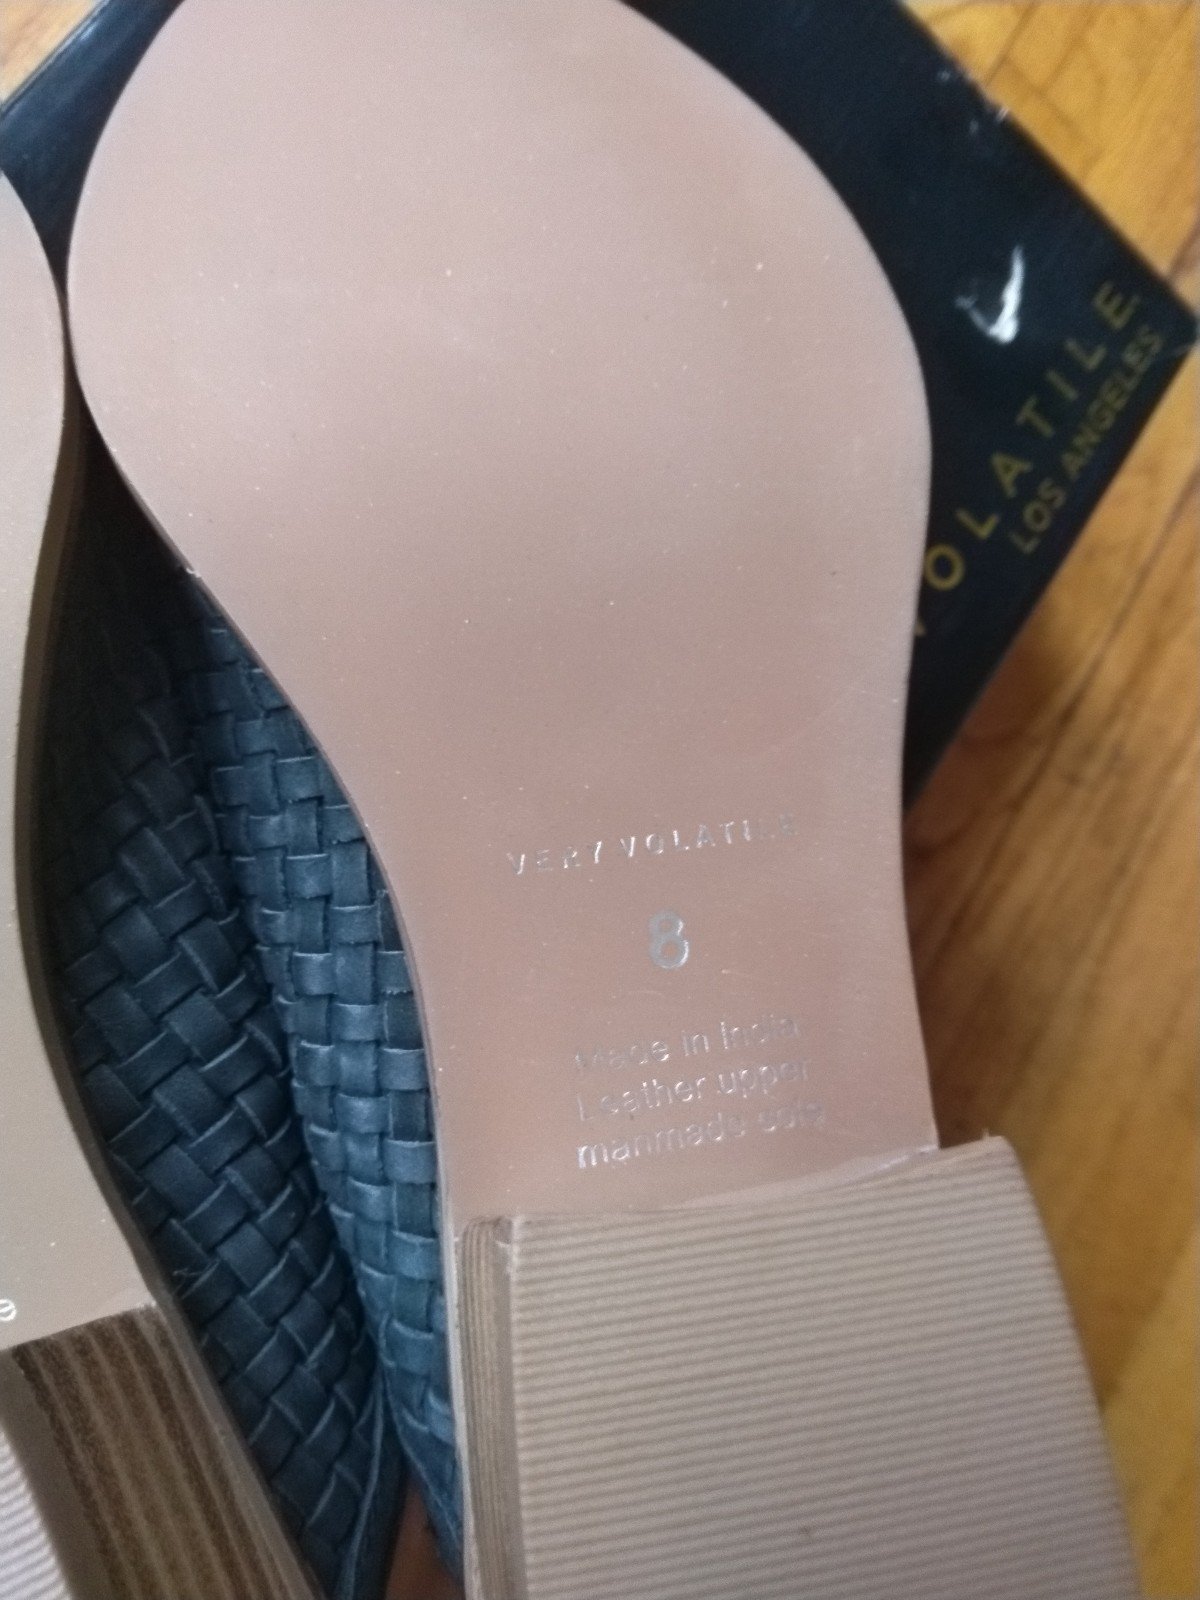 VOLATILE
LOS ANGELES
VERY VOLATILE
8
Made in India
Leather upper
manmade sole
e